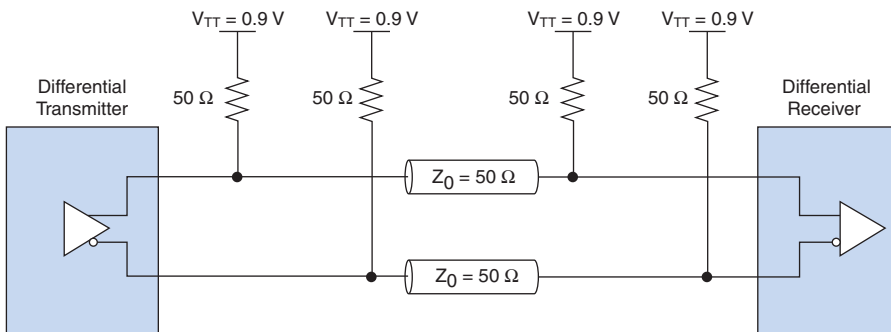 V_TT = 0.9 V V_TT = 0.9 V V_TT = 0.9 V V_TT = 0.9 V
Differential
Transmitter
Differential
Receiver
50 Ω 50 Ω 50 Ω 50 Ω
Z_0 = 50 Ω
Z_0 = 50 Ω